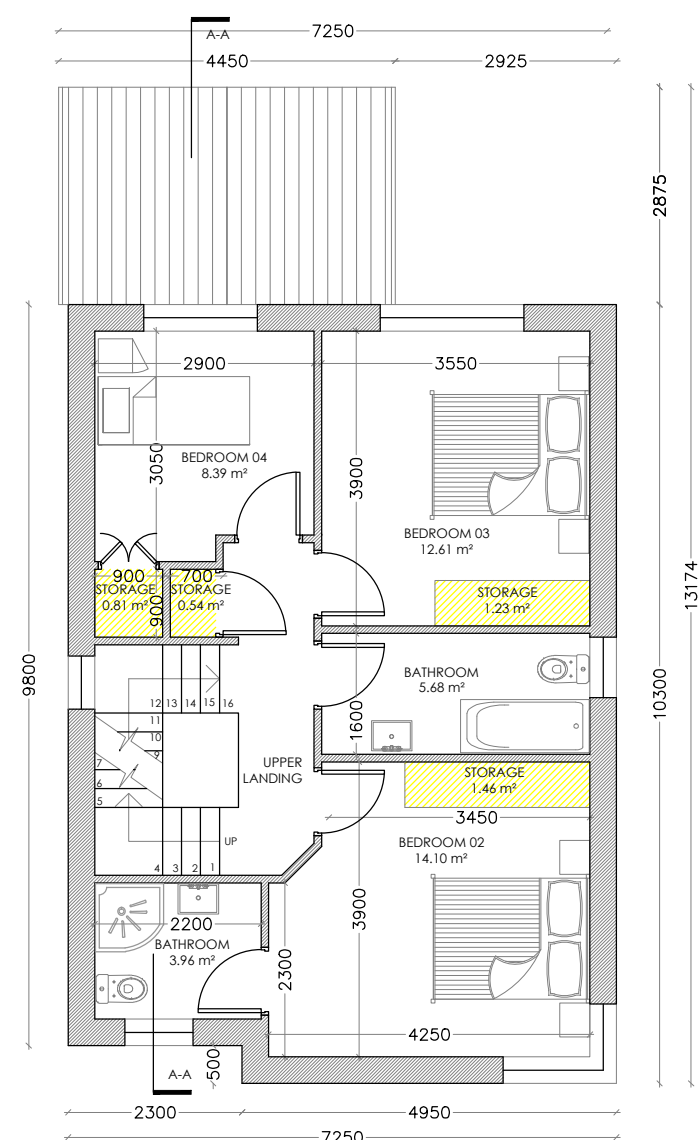 7250
A-A
4450
2925
2875
2900
3550
3050
3900
BEDROOM 04
8.39 m²
BEDROOM 03
12.61 m²
13174
900
700
STORAGE
0.81 m²
STORAGE
0.54 m²
900
STORAGE
1.23 m²
9800
10300
BATHROOM
5.68 m²
12 13 14 15 16
11
10
9
7
6
5
1600
UPPER
LANDING
STORAGE
1.46 m²
3450
UP
4 3 2 1
BEDROOM 02
14.10 m²
3900
2200
BATHROOM
3.96 m²
2300
4250
500
A-A
2300
4950
7250